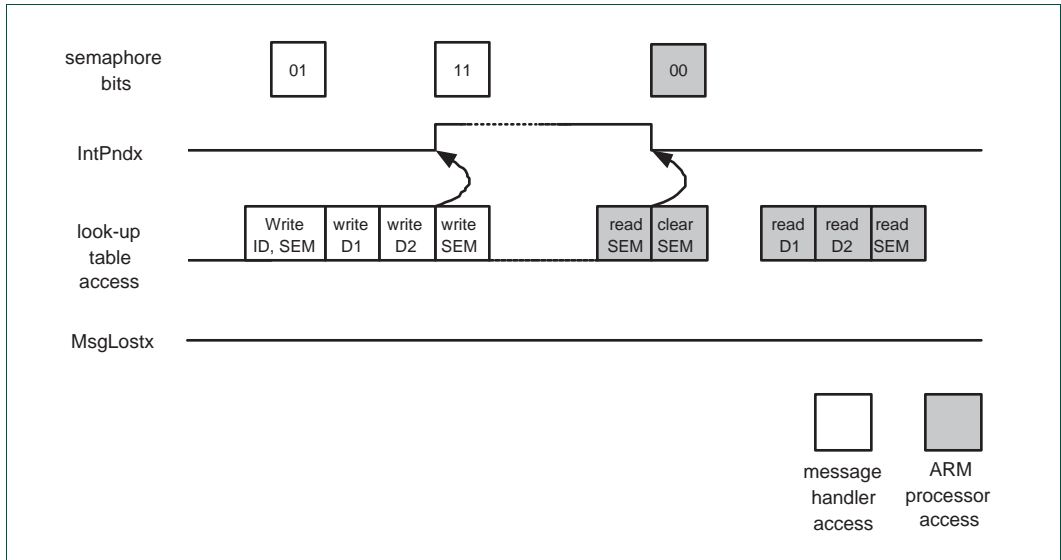 semaphore
bits
01
11
00
IntPndx
look-up
table
access
Write
ID, SEM
write
D1
write
D2
write
SEM
read
SEM
clear
SEM
read
D1
read
D2
read
SEM
MsgLostx
message
handler
access
ARM
processor
access